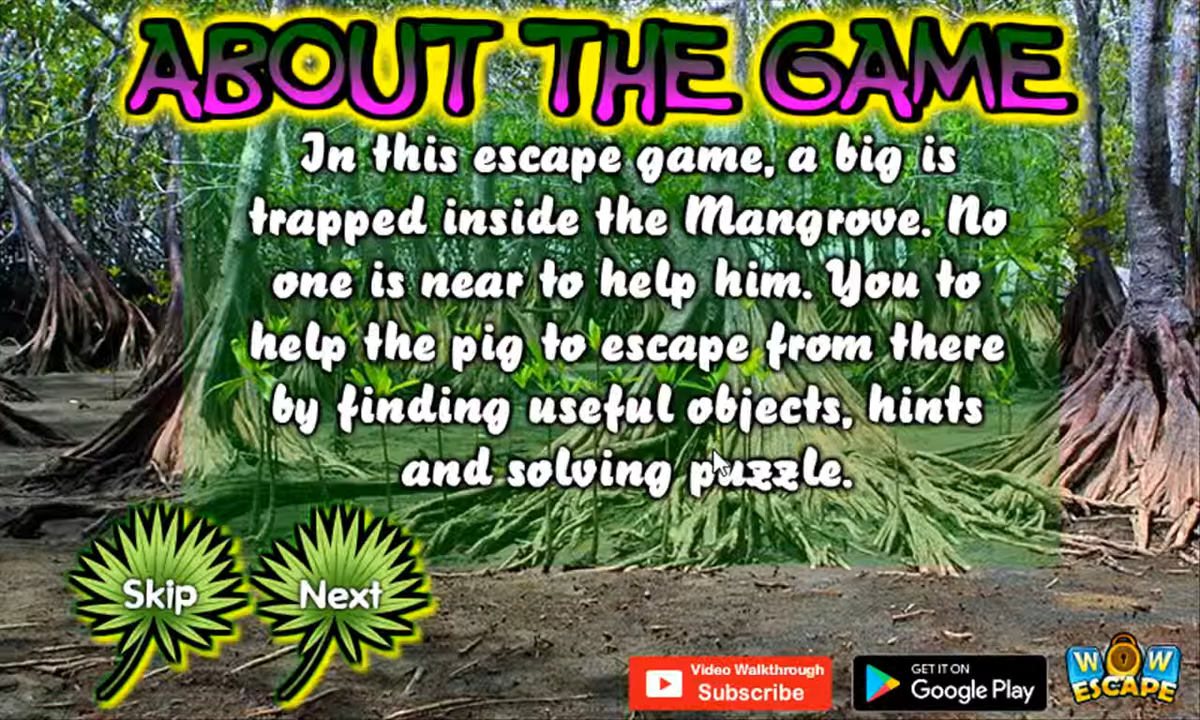 ABOUT THE GAME
In this escape game, a big is
trapped inside the Mangrove. No
one is near to help him. You to
help the pig to escape from there
by finding useful objects, hints
and solving puzzle.
Skip
Next
Video Walkthrough
Subscribe
GET IT ON
Google Play
WOW
ESCAPE